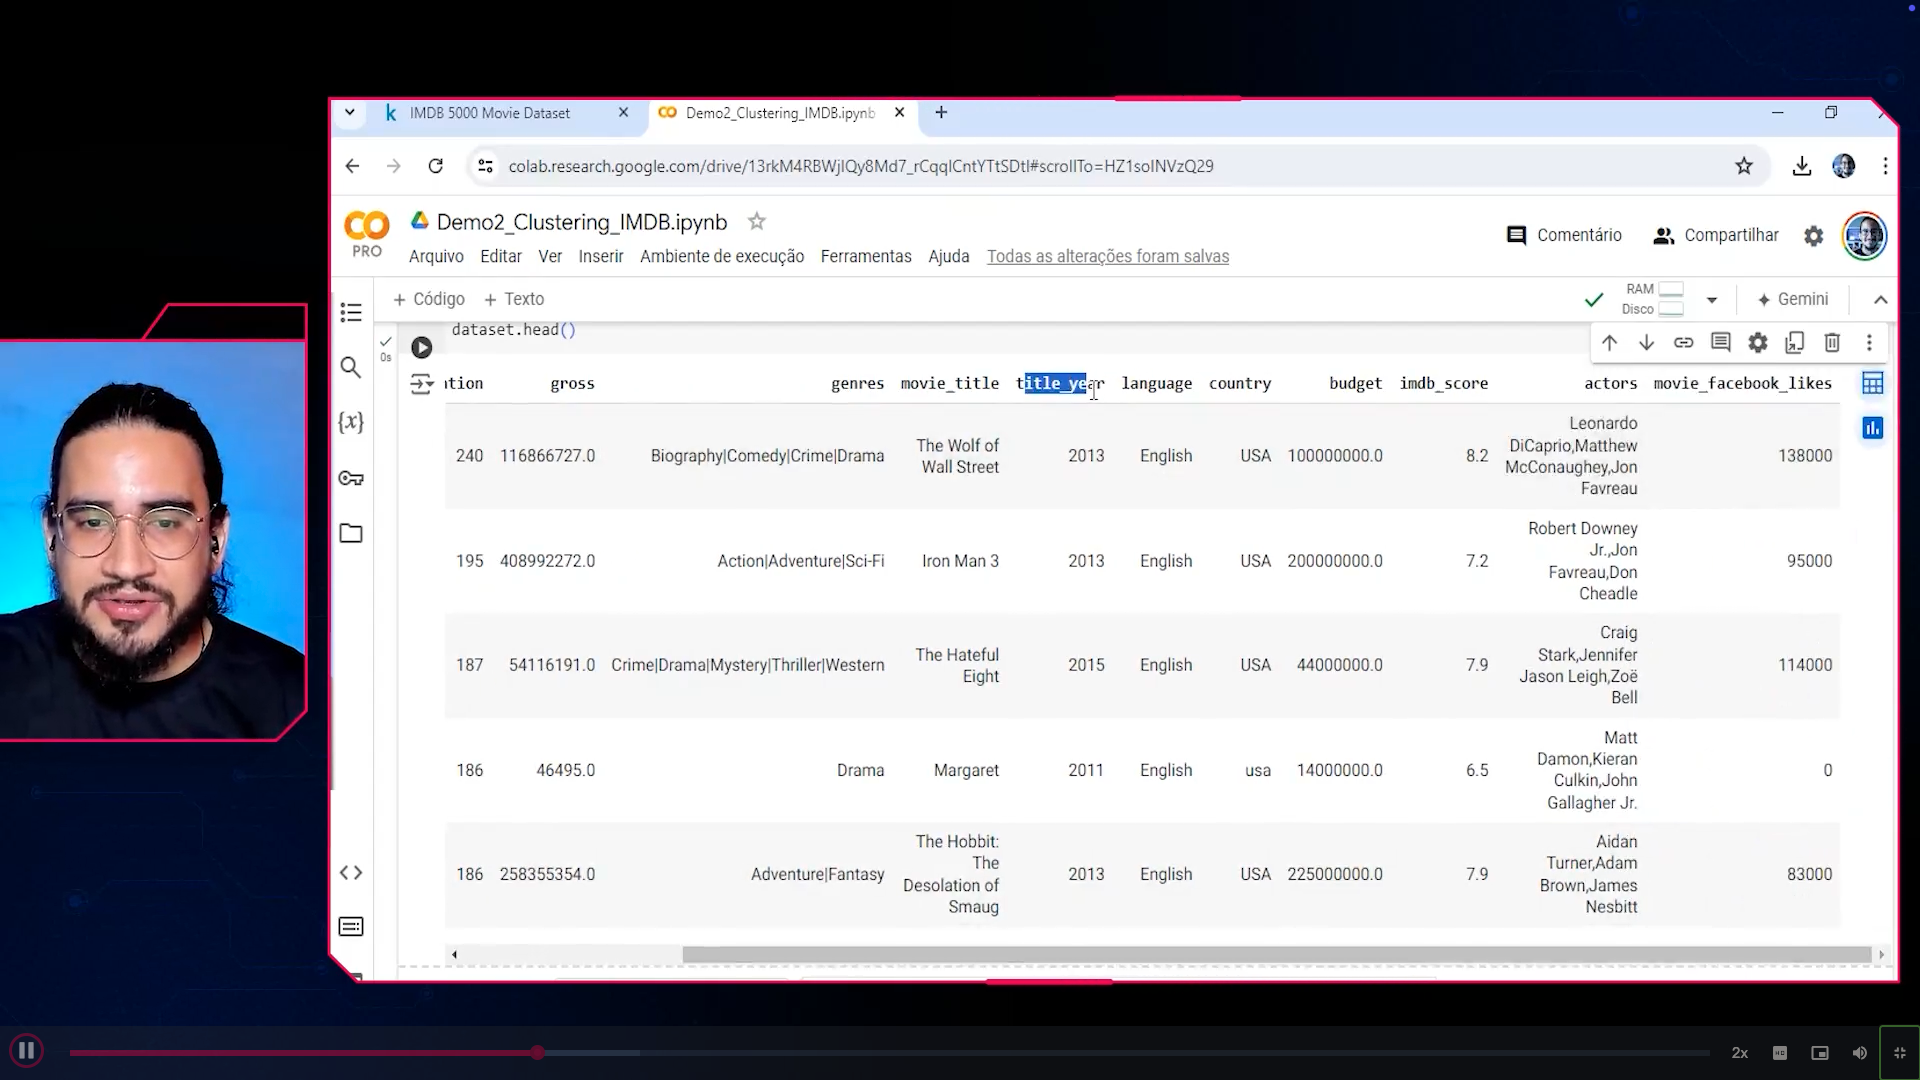 IMDB 5000 Movie Dataset
Demo2_Clustering_IMDB.ipynb
colab.research.google.com/drive/13rkM4RBWjIQy8Md7_rCqqICntYTtSDtI#scrollTo=HZ1soINVzQ29
CO
PRO
Demo2_Clustering_IMDB.ipynb
Comentário
Compartilhar
Arquivo Editar Ver Inserir Ambiente de execução Ferramentas Ajuda Todas as alterações foram salvas
+ Código + Texto
RAM
Disco
Gemini
0s
dataset.head()
ation gross genres movie_title title_year language country budget imdb_score actors movie_facebook_likes
240 116866727.0 Biography|Comedy|Crime|Drama The Wolf of Wall Street 2013 English USA 100000000.0 8.2 Leonardo DiCaprio,Matthew McConaughey,Jon Favreau 138000
195 408992272.0 Action|Adventure|Sci-Fi Iron Man 3 2013 English USA 200000000.0 7.2 Robert Downey Jr.,Jon Favreau,Don Cheadle 95000
187 54116191.0 Crime|Drama|Mystery|Thriller|Western The Hateful Eight 2015 English USA 44000000.0 7.9 Craig Stark,Jennifer Jason Leigh,Zoë Bell 114000
186 46495.0 Drama Margaret 2011 English usa 14000000.0 6.5 Matt Damon,Kieran Culkin,John Gallagher Jr. 0
186 258355354.0 Adventure|Fantasy The Hobbit: The Desolation of Smaug 2013 English USA 225000000.0 7.9 Aidan Turner,Adam Brown,James Nesbitt 83000
2x